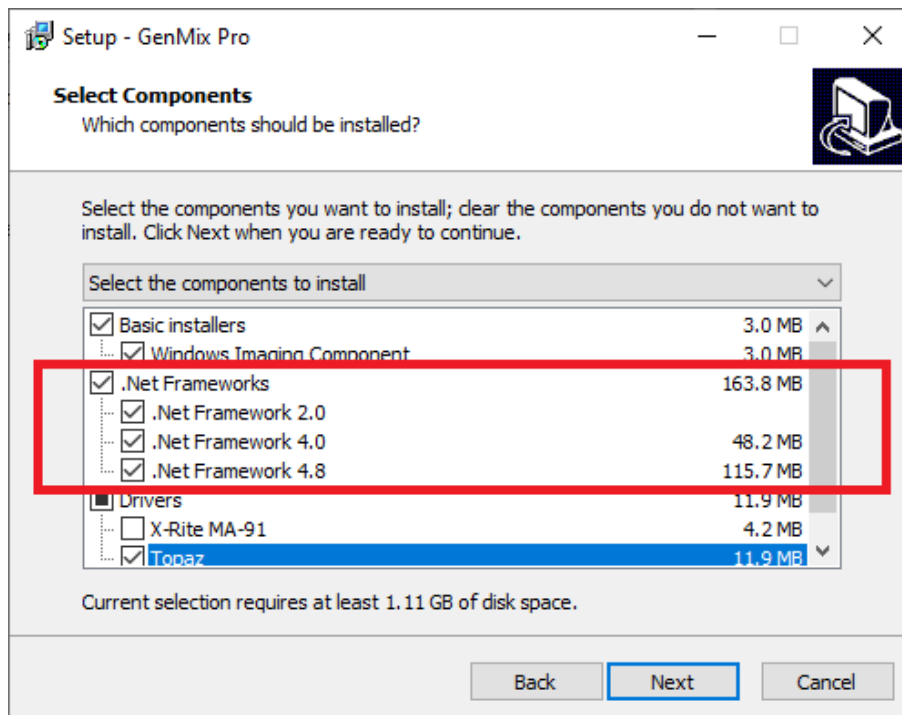 Setup - GenMix Pro
Select Components
Which components should be installed?
Select the components you want to install; clear the components you do not want to
install. Click Next when you are ready to continue.
Select the components to install
Basic installers 3.0 MB
Windows Imaging Component 3.0 MB
.Net Frameworks 163.8 MB
.Net Framework 2.0
.Net Framework 4.0 48.2 MB
.Net Framework 4.8 115.7 MB
Drivers 11.9 MB
X-Rite MA-91 4.2 MB
Topaz 11.9 MB
Current selection requires at least 1.11 GB of disk space.
Back Next Cancel